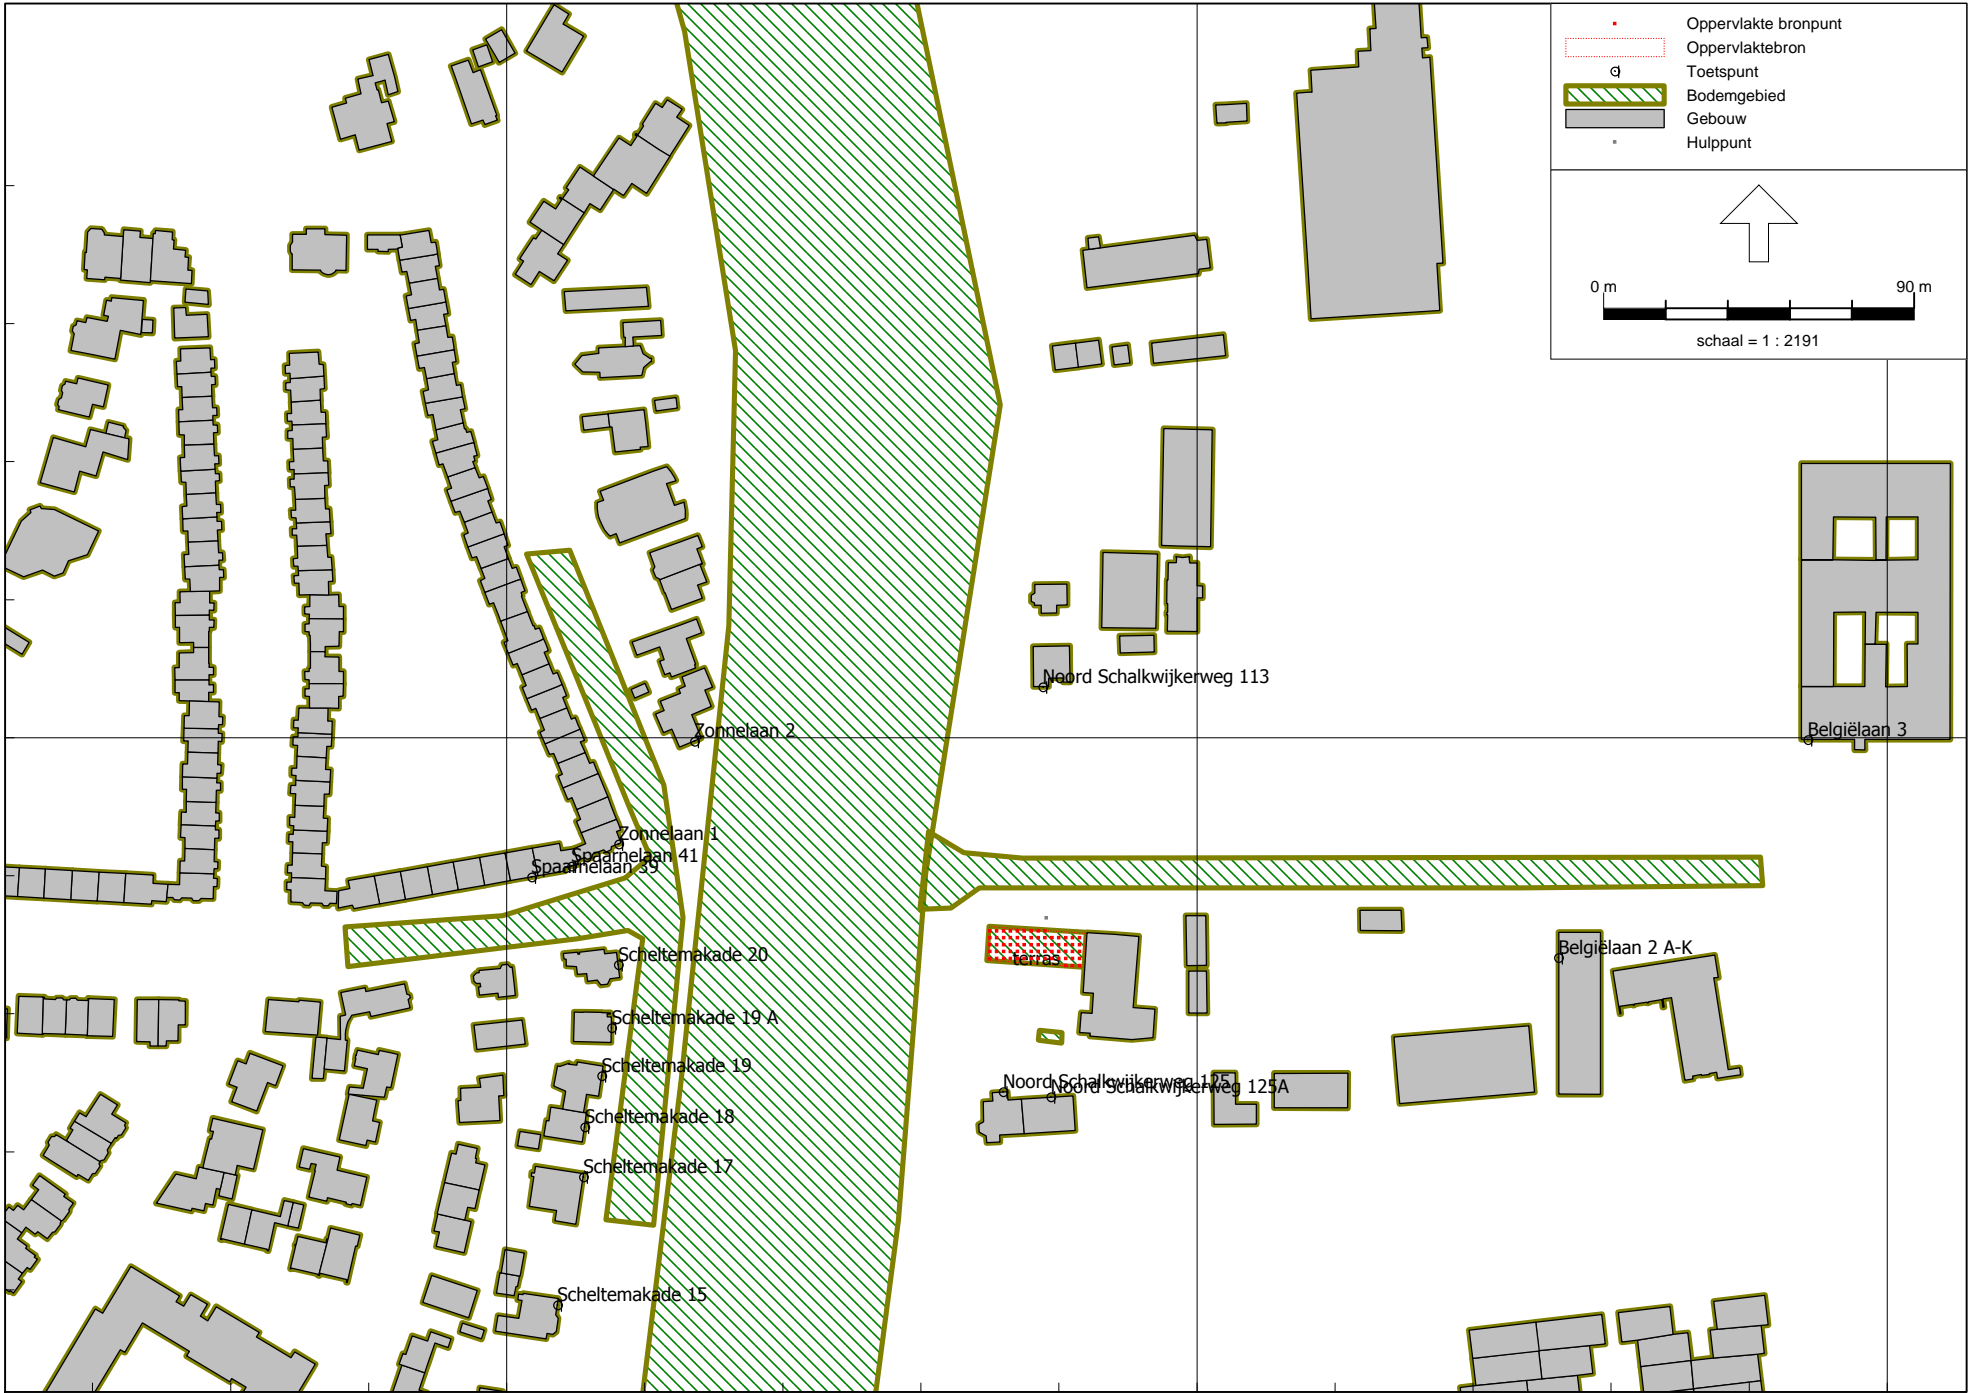 Oppervlakte bronpunt
Oppervlaktebron
Toetspunt
Bodemgebied
Gebouw
Hulppunt
0 m
90 m
schaal = 1 : 2191
Noord Schalkwijkerweg 113
Zonnelaan 2
Belgiëlaan 3
Zonnelaan 1
Spaarnelaan 41
Spaarnelaan 39
Scheltemakade 20
terras
Belgiëlaan 2 A-K
Scheltemakade 19 A
Scheltemakade 19
Noord Schalkwijkerweg 125
Noord Schalkwijkerweg 125A
Scheltemakade 18
Scheltemakade 17
Scheltemakade 15